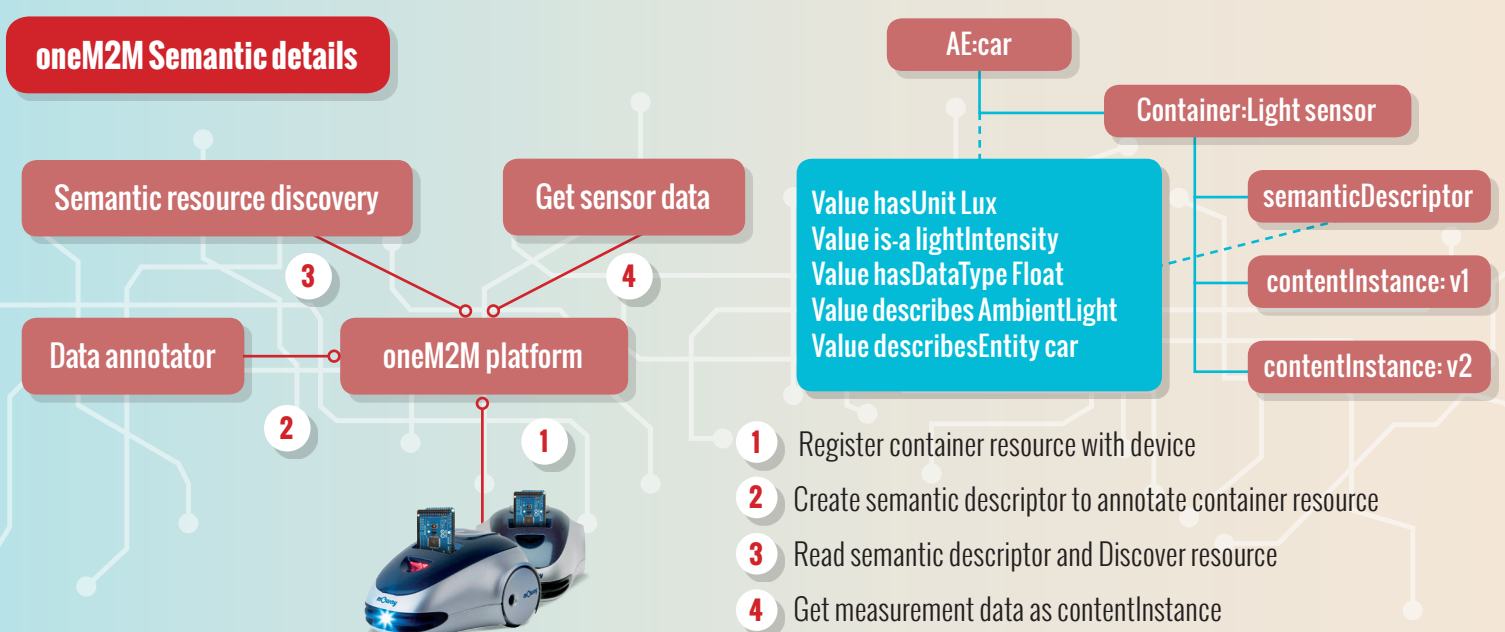 oneM2M Semantic details
Semantic resource discovery
Get sensor data
3
4
Data annotator
oneM2M platform
2
1
mOway
AE:car
Container:Light sensor
semanticDescriptor
contentInstance: v1
contentInstance: v2
Value hasUnit Lux
Value is-a lightIntensity
Value hasDataType Float
Value describes AmbientLight
Value describesEntity car
1 Register container resource with device
2 Create semantic descriptor to annotate container resource
3 Read semantic descriptor and Discover resource
4 Get measurement data as contentInstance